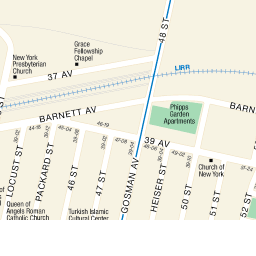 48 ST
Grace
Fellowship
Chapel
New York
Presbyterian
Church
37 AV
LIRR
BARNETT AV
BARN
Phipps
Garden
Apartments
39 AV
LOCUST ST
PACKARD ST
46 ST
47 ST
GOSMAN AV
HEISER ST
50 ST
51 ST
52 ST
Church of
New York
Queen of
Angels Roman
Catholic Church
Turkish Islamic
Cultural Center